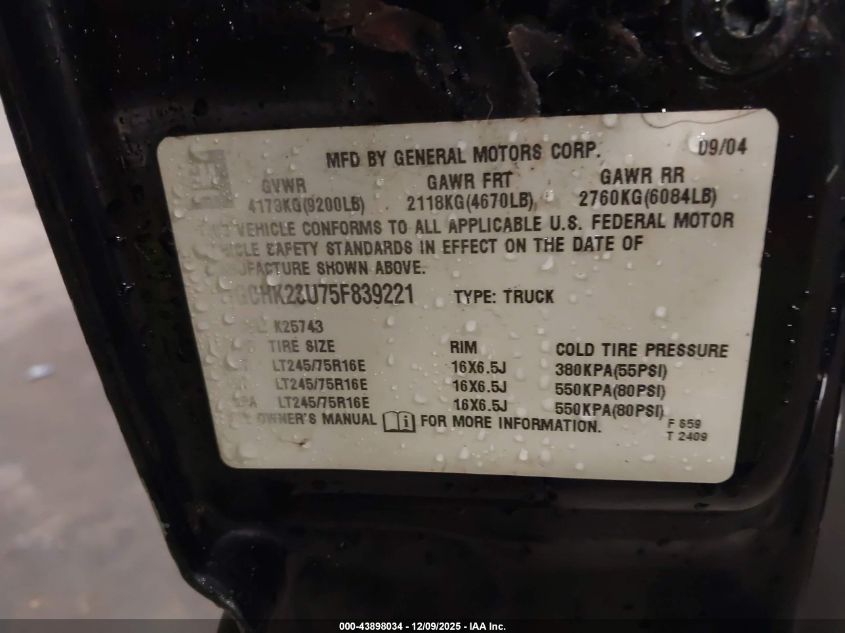 MFD BY GENERAL MOTORS CORP. 09/04
GVWR GAWR FRT GAWR RR
4173KG(9200LB) 2118KG(4670LB) 2760KG(6084LB)
VEHICLE CONFORMS TO ALL APPLICABLE U.S. FEDERAL MOTOR
SAFETY STANDARDS IN EFFECT ON THE DATE OF
SHOWN ABOVE.
TYPE: TRUCK
K25743
TIRE SIZE RIM COLD TIRE PRESSURE
LT245/75R16E 16X6.5J 380KPA(55PSI)
LT245/75R16E 16X6.5J 550KPA(80PSI)
LT245/75R16E 16X6.5J 550KPA(80PSI)
OWNER'S MANUAL FOR MORE INFORMATION.
F 859
T 2409
000-43898034 - 12/09/2025 - IAA Inc.